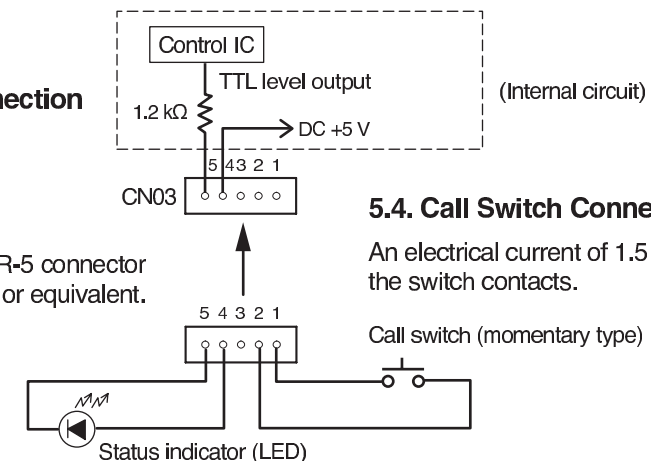 Control IC
TTL level output
nection
1.2 kΩ
(Internal circuit)
DC +5 V
5 4 3 2 1
CN03
5.4. Call Switch Conne
An electrical current of 1.5
the switch contacts.
R-5 connector
or equivalent.
5 4 3 2 1
Call switch (momentary type)
Status indicator (LED)